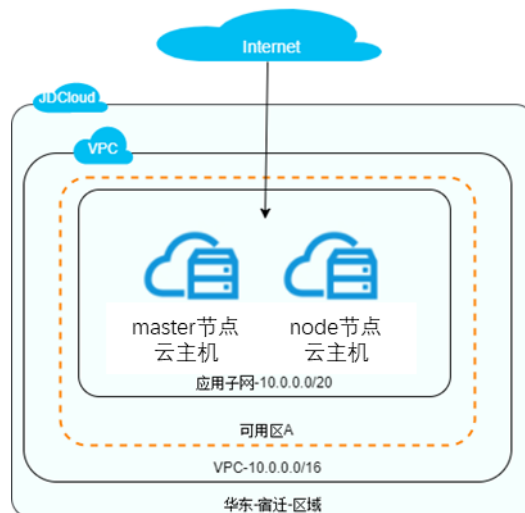 Internet
JDCloud
VPC
master节点
云主机
node节点
云主机
应用子网-10.0.0.0/20
可用区A
VPC-10.0.0.0/16
华东-宿迁-区域